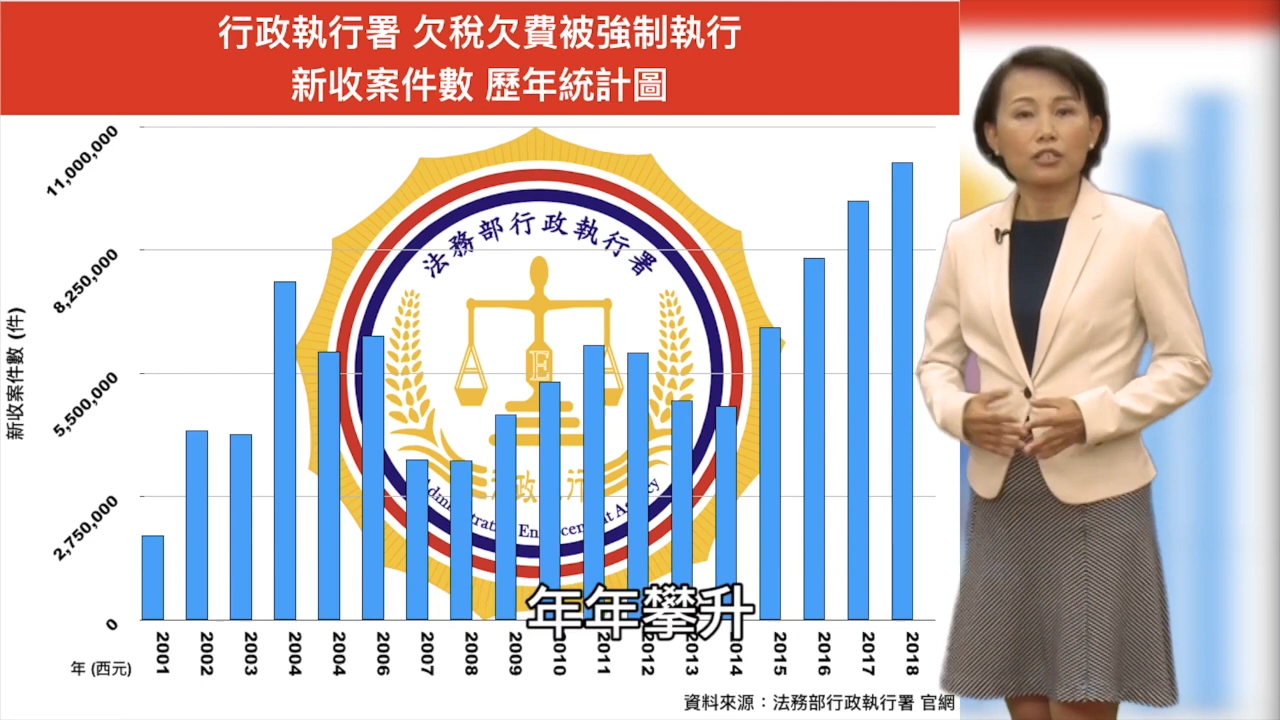 行政執行署 欠稅欠費被強制執行
新收案件數 歷年統計圖
新收案件數 (件)
11,000,000
8,250,000
5,500,000
2,750,000
0
法務部行政執行署
E
年年攀升
2001
2002
2003
2004
2004
2006
2007
2008
2009
2010
2011
2012
2013
2014
2015
2016
2017
2018
年 (西元)
資料來源：法務部行政執行署 官網